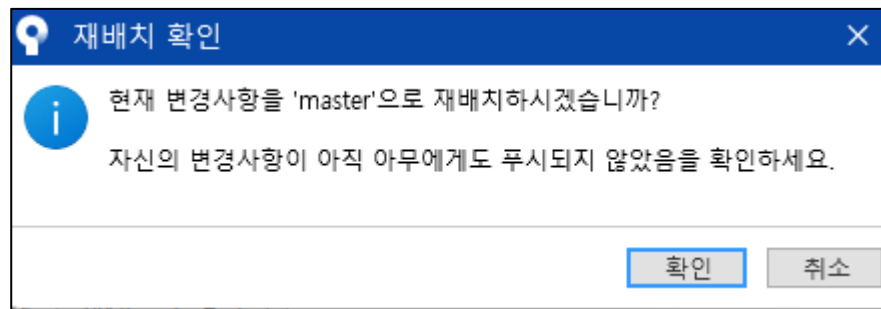 재배치 확인
현재 변경사항을 'master'으로 재배치하시겠습니까?
자신의 변경사항이 아직 아무에게도 푸시되지 않았음을 확인하세요.
확인
취소